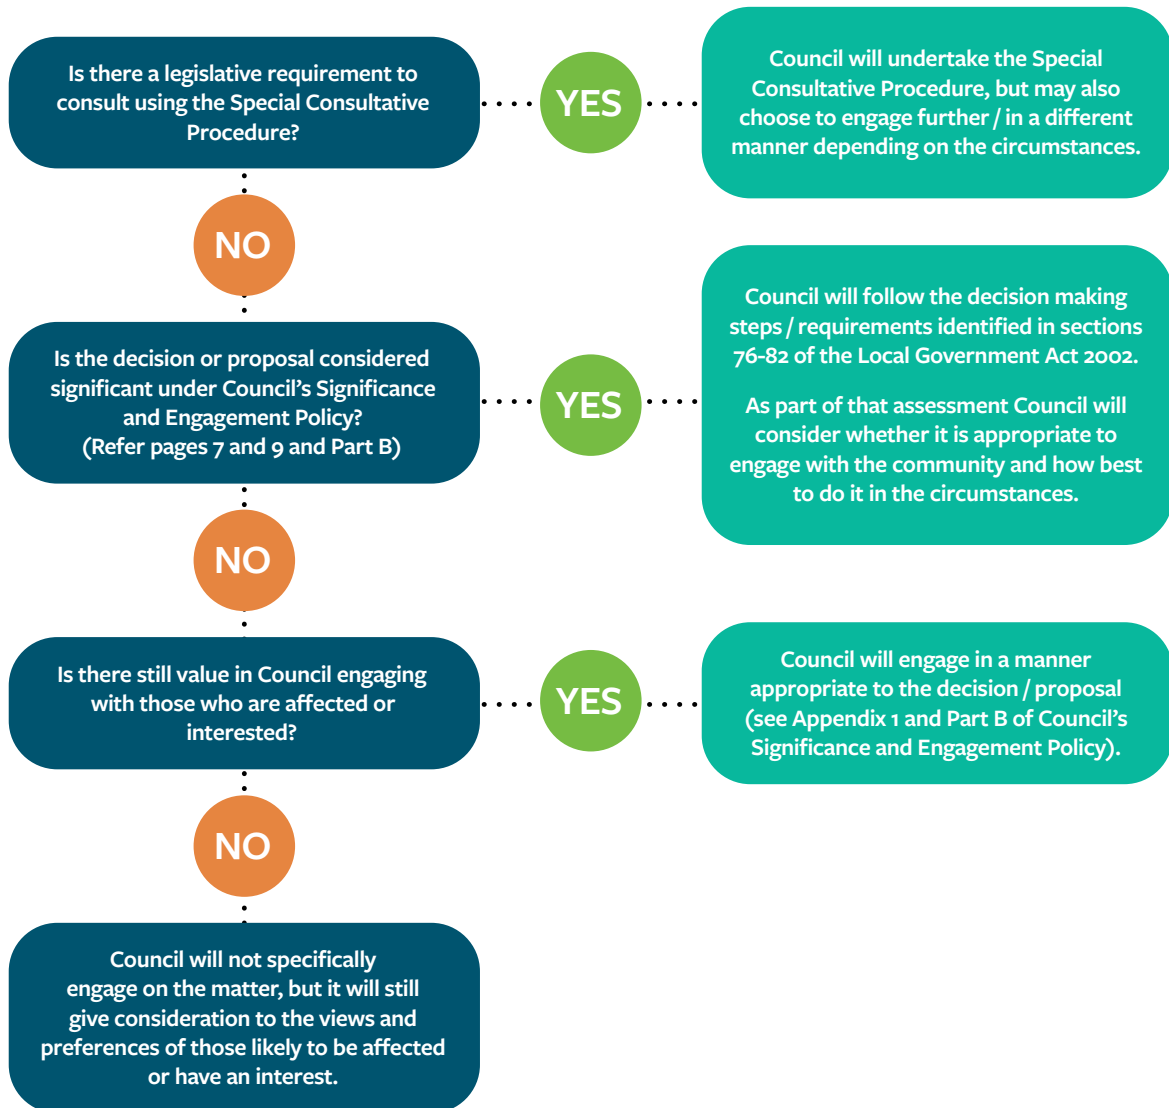 Is there a legislative requirement to
consult using the Special Consultative
Procedure?
YES
Council will undertake the Special
Consultative Procedure, but may also
choose to engage further / in a different
manner depending on the circumstances.
NO
Is the decision or proposal considered
significant under Council’s Significance
and Engagement Policy?
(Refer pages 7 and 9 and Part B)
YES
Council will follow the decision making
steps / requirements identified in sections
76-82 of the Local Government Act 2002.
As part of that assessment Council will
consider whether it is appropriate to
engage with the community and how best
to do it in the circumstances.
NO
Is there still value in Council engaging
with those who are affected or
interested?
YES
Council will engage in a manner
appropriate to the decision / proposal
(see Appendix 1 and Part B of Council’s
Significance and Engagement Policy).
NO
Council will not specifically
engage on the matter, but it will still
give consideration to the views and
preferences of those likely to be affected
or have an interest.